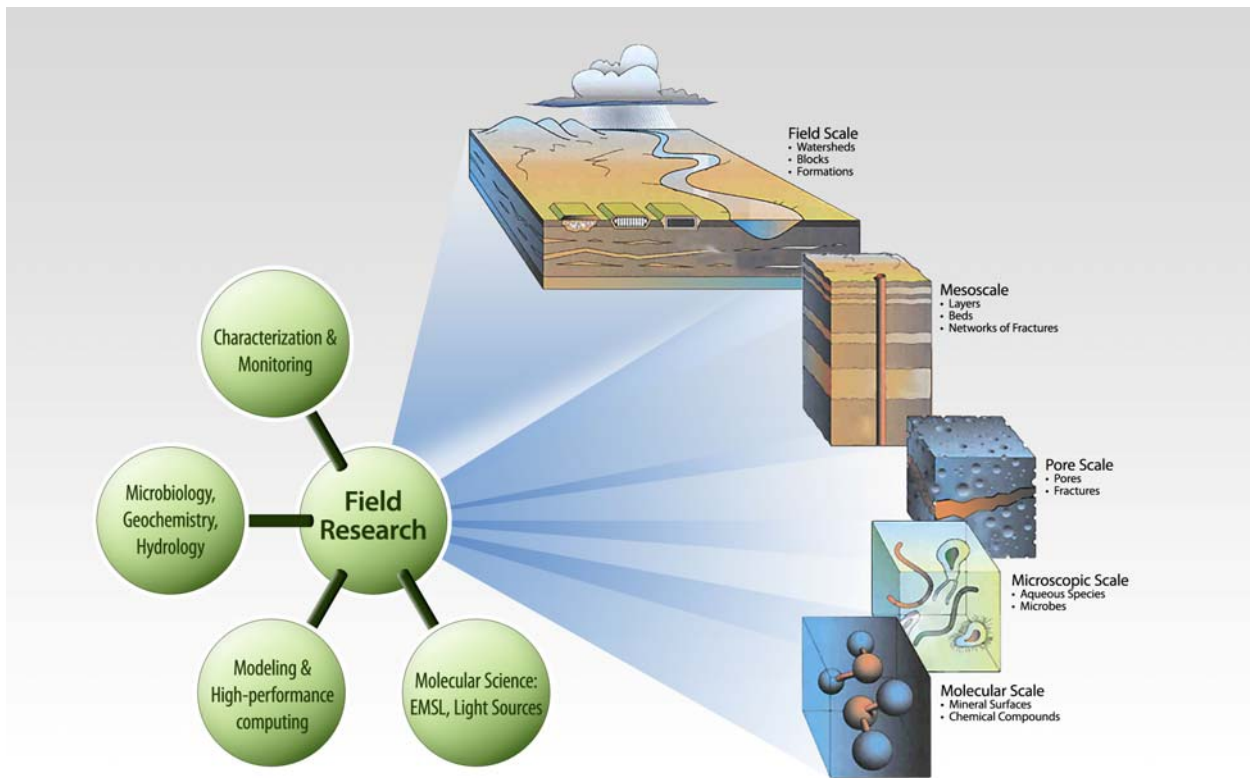 Field Scale
• Watersheds
• Blocks
• Formations
Mesoscale
• Layers
• Beds
• Networks of Fractures
Pore Scale
• Pores
• Fractures
Microscopic Scale
• Aqueous Species
• Microbes
Molecular Scale
• Mineral Surfaces
• Chemical Compounds
Characterization &
Monitoring
Microbiology,
Geochemistry,
Hydrology
Field
Research
Modeling &
High-performance
computing
Molecular Science:
EMSL, Light Sources